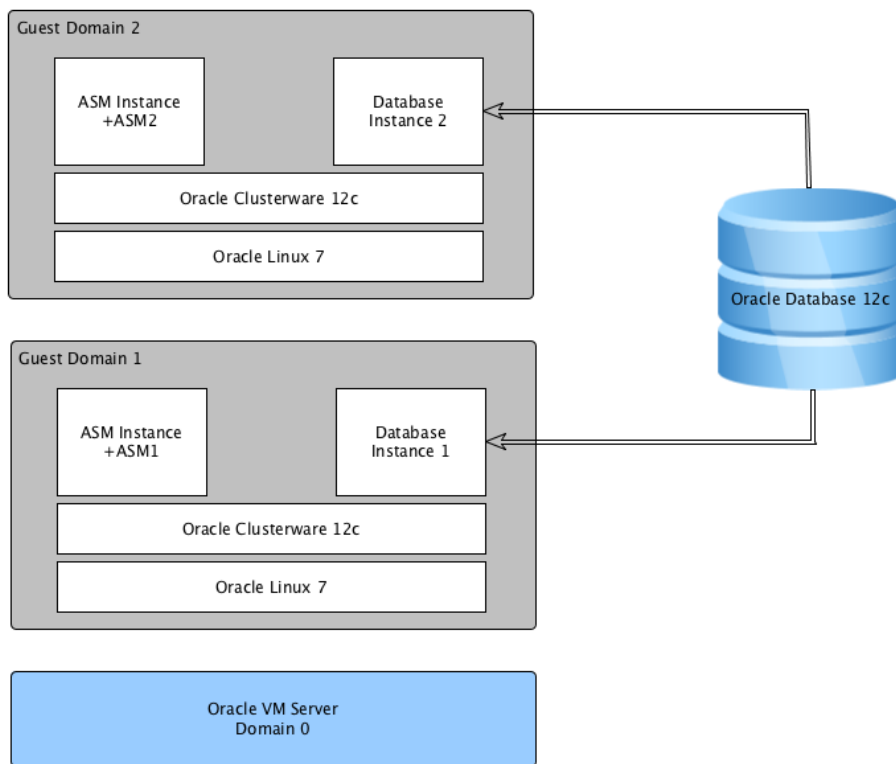 Guest Domain 2
ASM Instance
+ASM2
Database
Instance 2
Oracle Clusterware 12c
Oracle Linux 7
Oracle Database 12c
Guest Domain 1
ASM Instance
+ASM1
Database
Instance 1
Oracle Clusterware 12c
Oracle Linux 7
Oracle VM Server
Domain 0